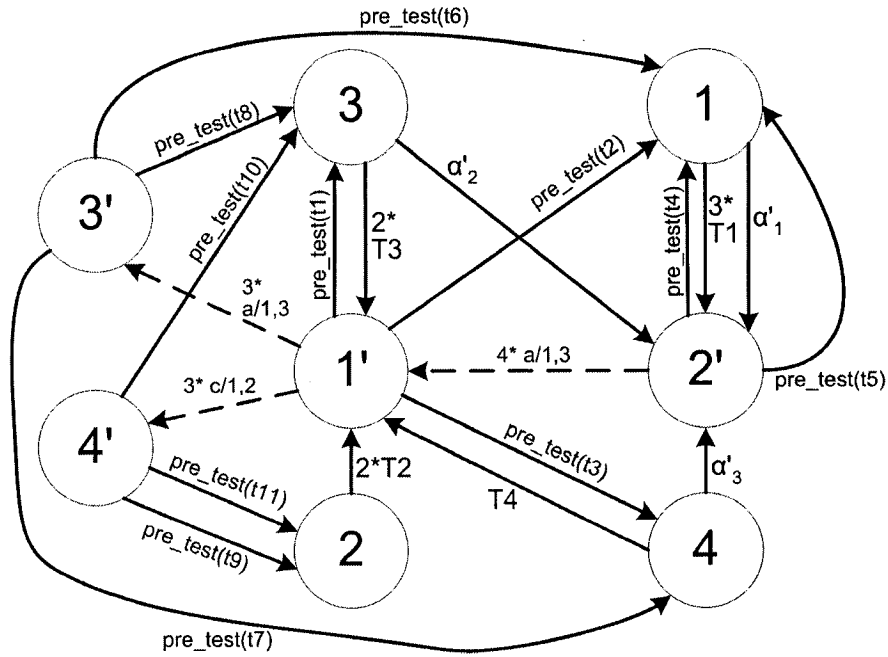 pre_test(t6)
3
1
pre_test(t8)
3'
pre_test(t10)
α'2
pre_test(t2)
pre_test(t1)
2*
T3
pre_test(t4)
3*
T1
α'1
3*
a/1,3
1'
4* a/1,3
2'
pre_test(t5)
3* c/1,2
4'
pre_test(t11)
pre_test(t9)
2*T2
2
pre_test(t3)
T4
α'3
4
pre_test(t7)